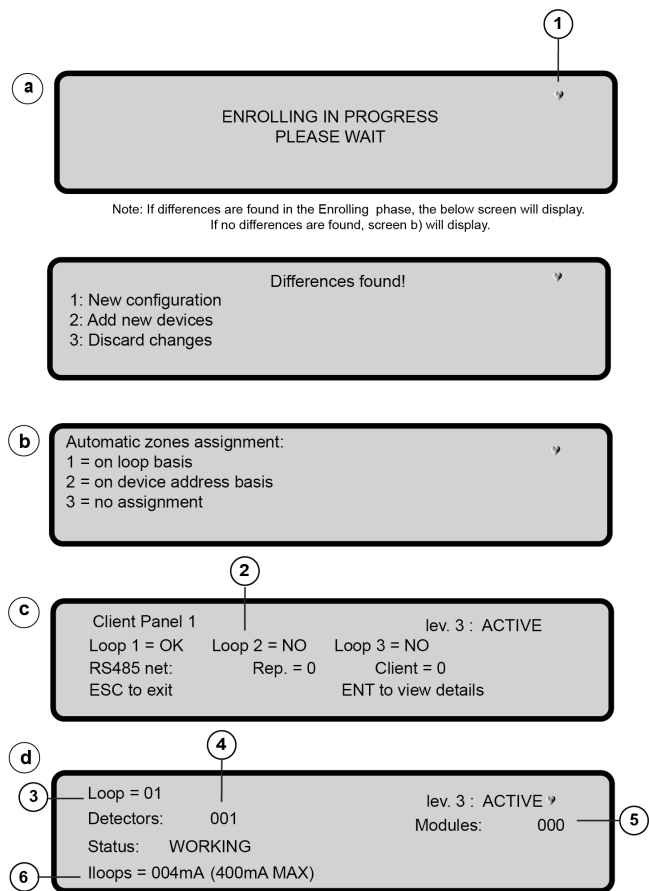 1
a
ENROLLING IN PROGRESS
PLEASE WAIT
Note: If differences are found in the Enrolling phase, the below screen will display.
If no differences are found, screen b) will display.
Differences found!
1: New configuration
2: Add new devices
3: Discard changes
b
Automatic zones assignment:
1 = on loop basis
2 = on device address basis
3 = no assignment
2
c
Client Panel 1 lev. 3 : ACTIVE
Loop 1 = OK Loop 2 = NO Loop 3 = NO
RS485 net: Rep. = 0 Client = 0
ESC to exit ENT to view details
d
4
3 Loop = 01 lev. 3 : ACTIVE
Detectors: 001 Modules: 000 5
Status: WORKING
6 Iloops = 004mA (400mA MAX)